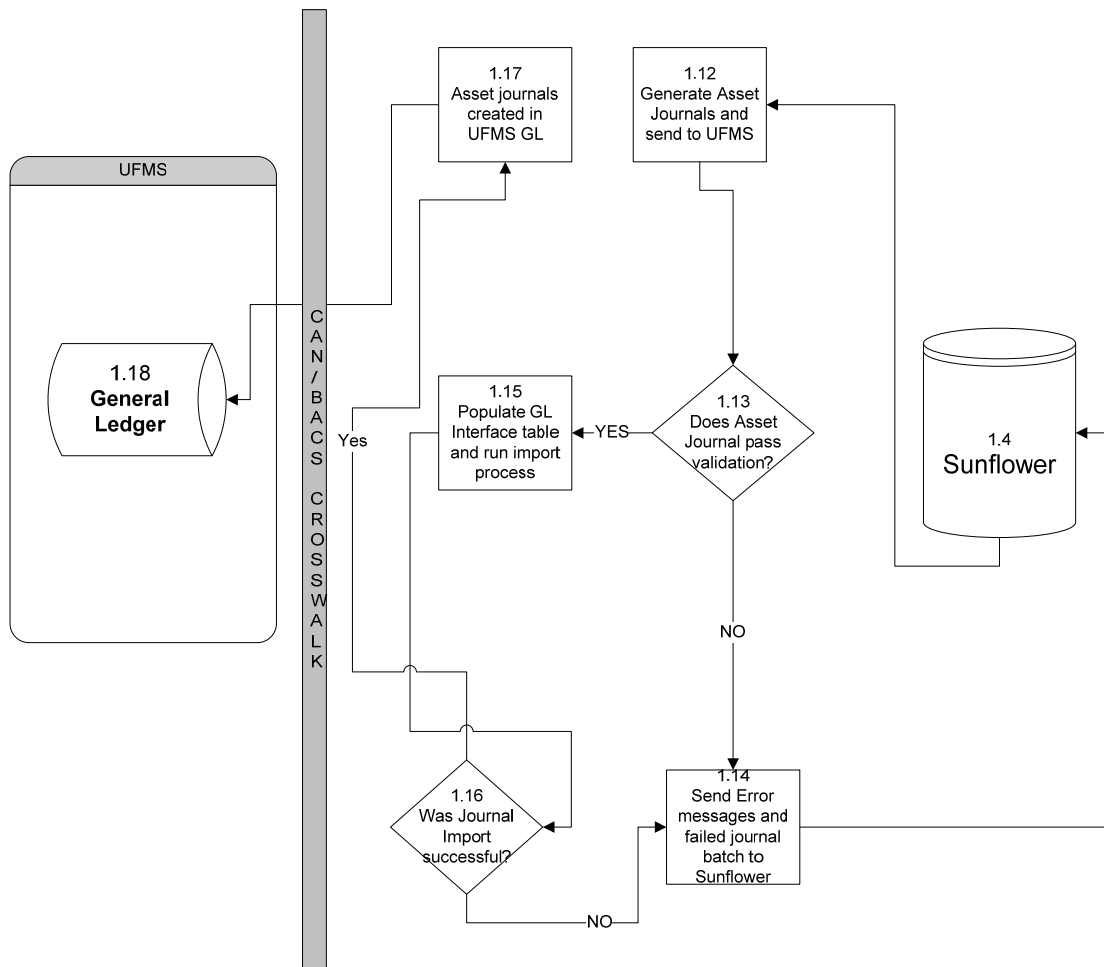 1.17
Asset journals
created in
UFMS GL
1.12
Generate Asset
Journals and
send to UFMS
UFMS
CAN/BACS CROSSWALK
1.18
General
Ledger
1.15
Populate GL
Interface table
and run import
process
YES
1.13
Does Asset
Journal pass
validation?
1.4
Sunflower
Yes
NO
1.16
Was Journal
Import
successful?
1.14
Send Error
messages and
failed journal
batch to
Sunflower
NO